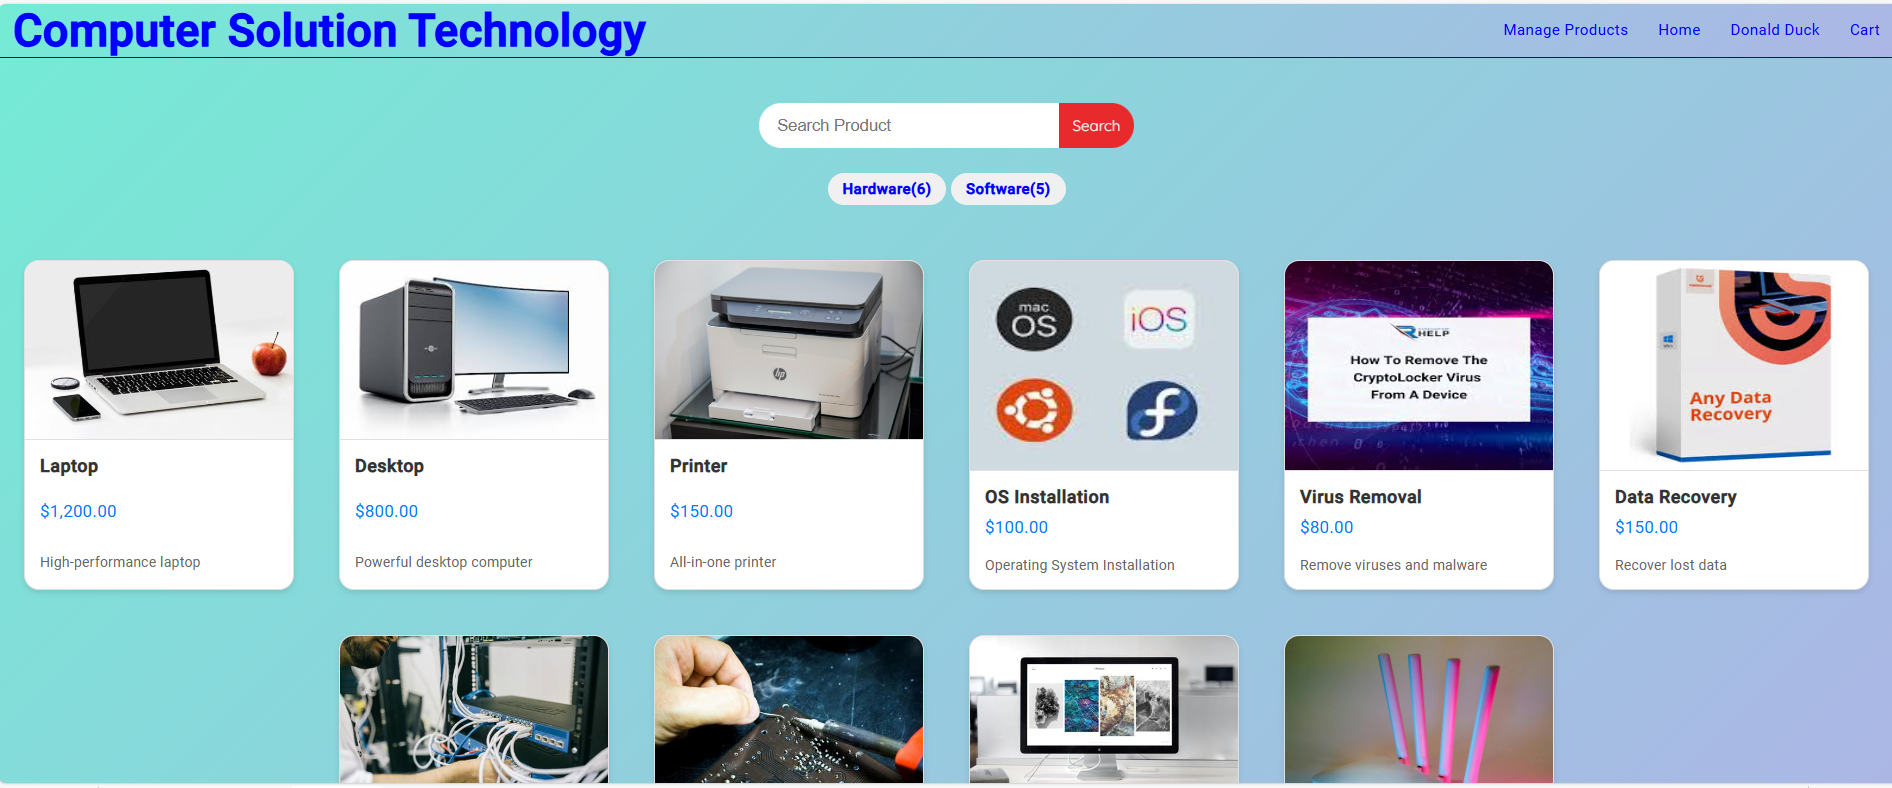 Computer Solution Technology
Manage Products
Home
Donald Duck
Cart
Search Product
Search
Hardware(6)
Software(5)
mac
OS
iOS
HELP
How To Remove The
CryptoLocker Virus
From A Device
Any Data
Recovery
hp
Laptop
$1,200.00
High-performance laptop
Desktop
$800.00
Powerful desktop computer
Printer
$150.00
All-in-one printer
OS Installation
$100.00
Operating System Installation
Virus Removal
$80.00
Remove viruses and malware
Data Recovery
$150.00
Recover lost data